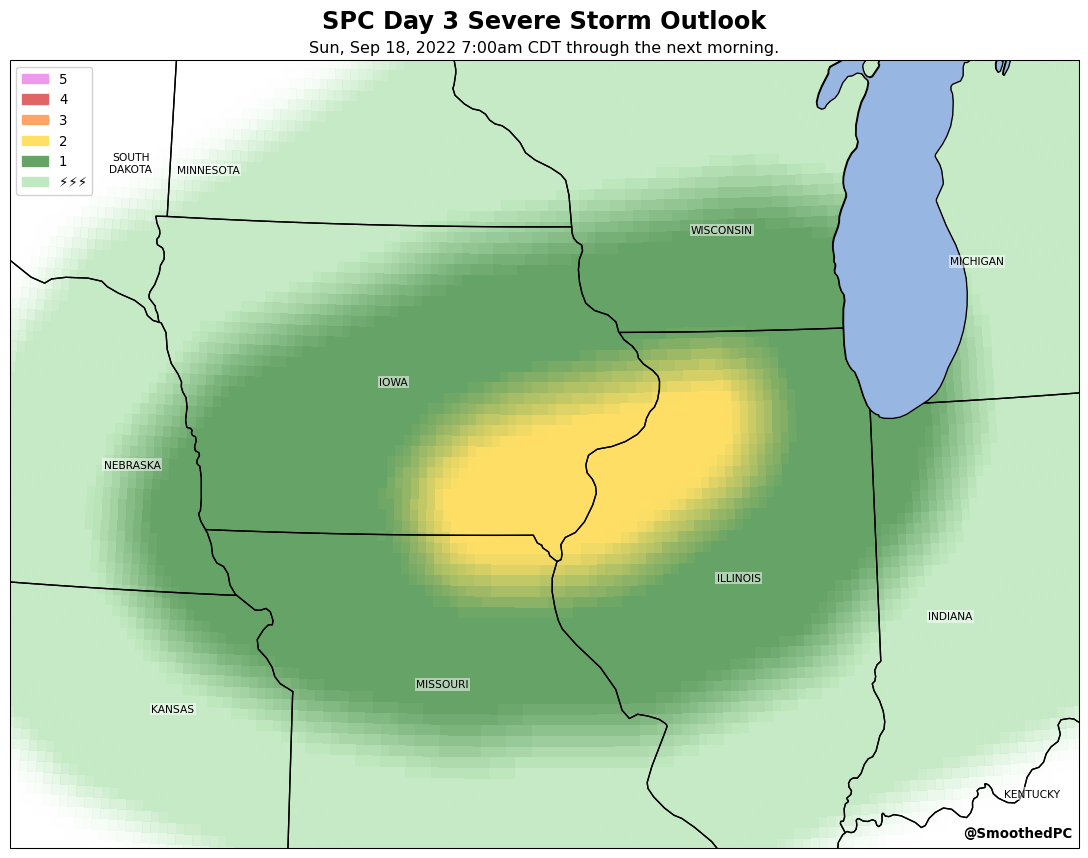 SPC Day 3 Severe Storm Outlook
Sun, Sep 18, 2022 7:00am CDT through the next morning.
5
4
3
2
1
⚡⚡⚡
SOUTH
DAKOTA
MINNESOTA
WISCONSIN
MICHIGAN
IOWA
NEBRASKA
ILLINOIS
INDIANA
MISSOURI
KANSAS
KENTUCKY
@SmoothedPC